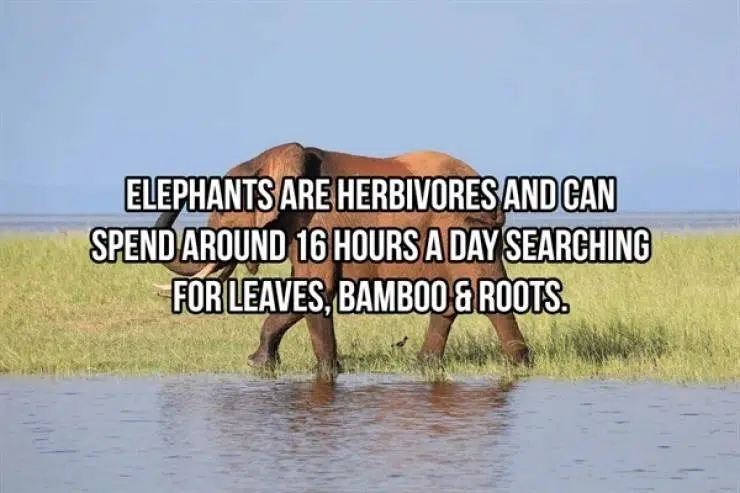 ELEPHANTS ARE HERBIVORES AND CAN
SPEND AROUND 16 HOURS A DAY SEARCHING
FOR LEAVES, BAMBOO & ROOTS.